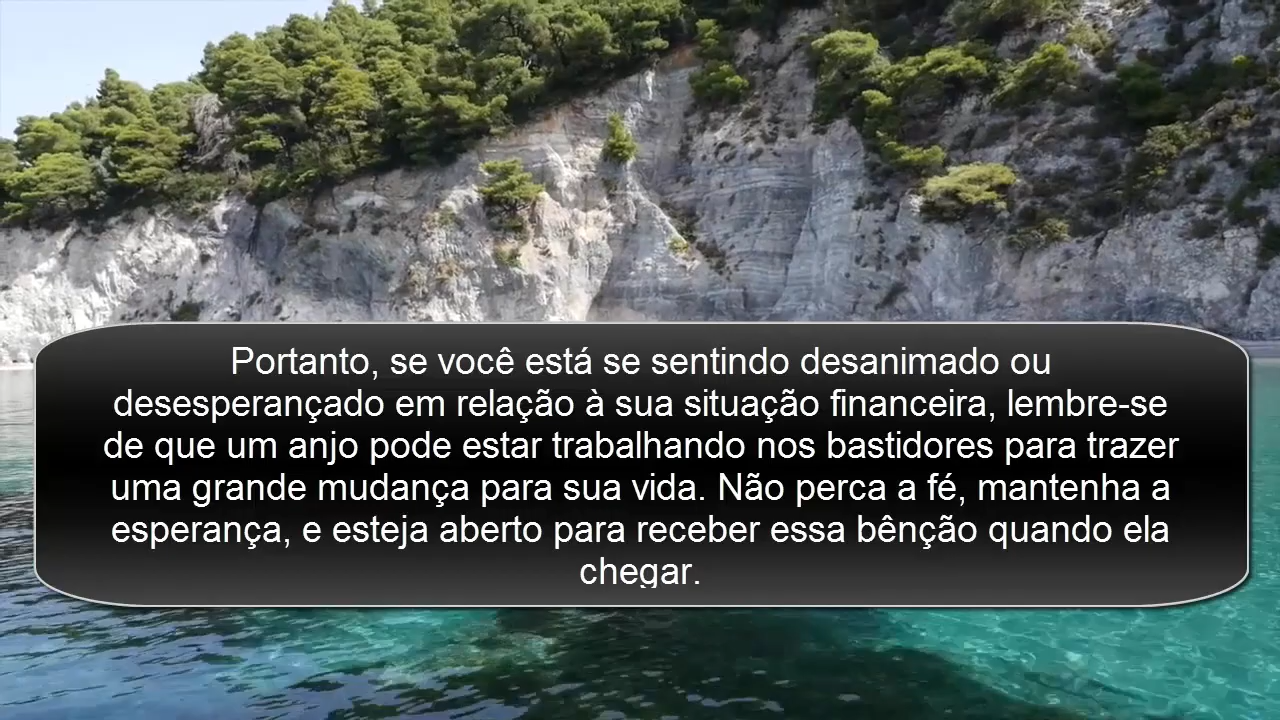 Portanto, se você está se sentindo desanimado ou
desesperançado em relação à sua situação financeira, lembre-se
de que um anjo pode estar trabalhando nos bastidores para trazer
uma grande mudança para sua vida. Não perca a fé, mantenha a
esperança, e esteja aberto para receber essa bênção quando ela
chegar.